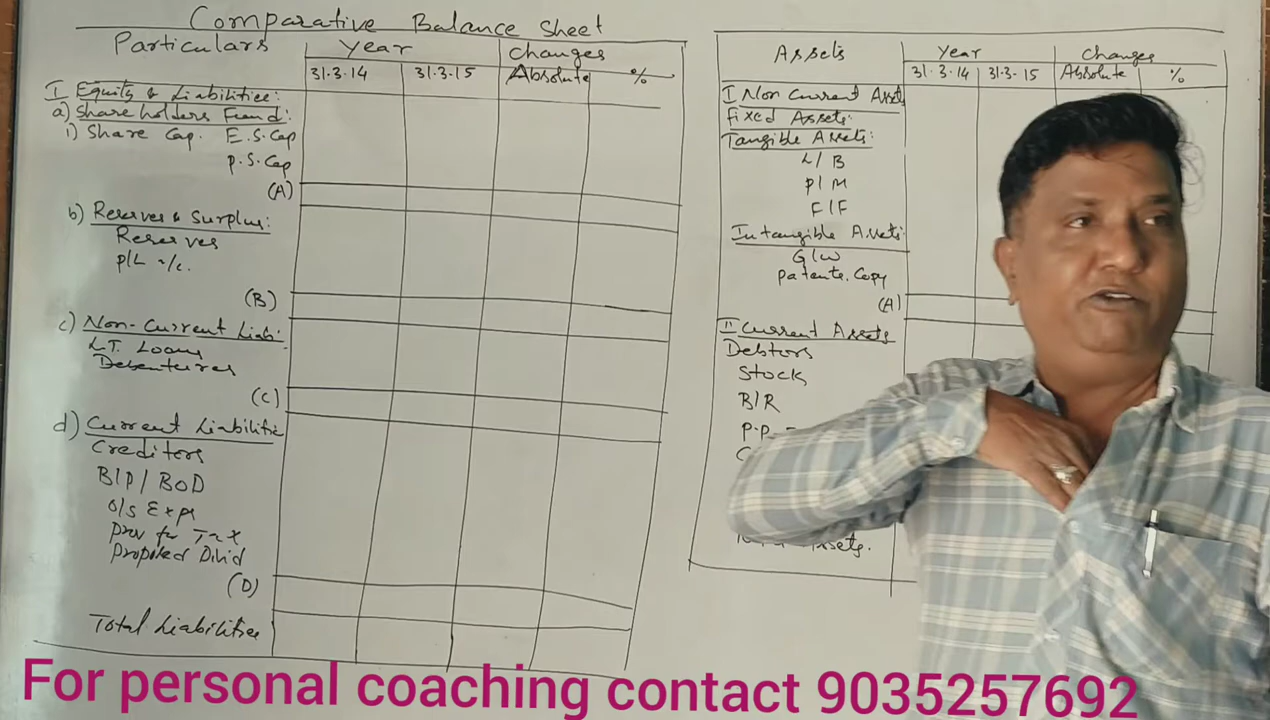 Comparative Balance Sheet
Particulars Year Changes
31.3.14 31.3.15 Absolute %
I Equity & Liabilities:
a) Share holders Fund:
i) Share Cap. E.S.Cap
P.S.Cap
(A)
b) Reserves & Surplus:
Reserves
P/L a/c.
(B)
c) Non-Current Liab:
L.T. Loans
Debentures
(C)
d) Current Liabilitie
Creditors
B/P / BOD
O/s Exp
Prov for Tax
Proposed Divid
(D)
Total Liabilities
Assets Year Changes
31.3.14 31.3.15 Absolute %
I Non Current Asset
Fixed Assets:
Tangible Assets:
L/B
P/M
F/F
Intangible Assets:
G/W
Patents. Copy
(A)
II Current Assets
Debtors
Stock
B/R
P.P.
Assets.
For personal coaching contact 9035257692